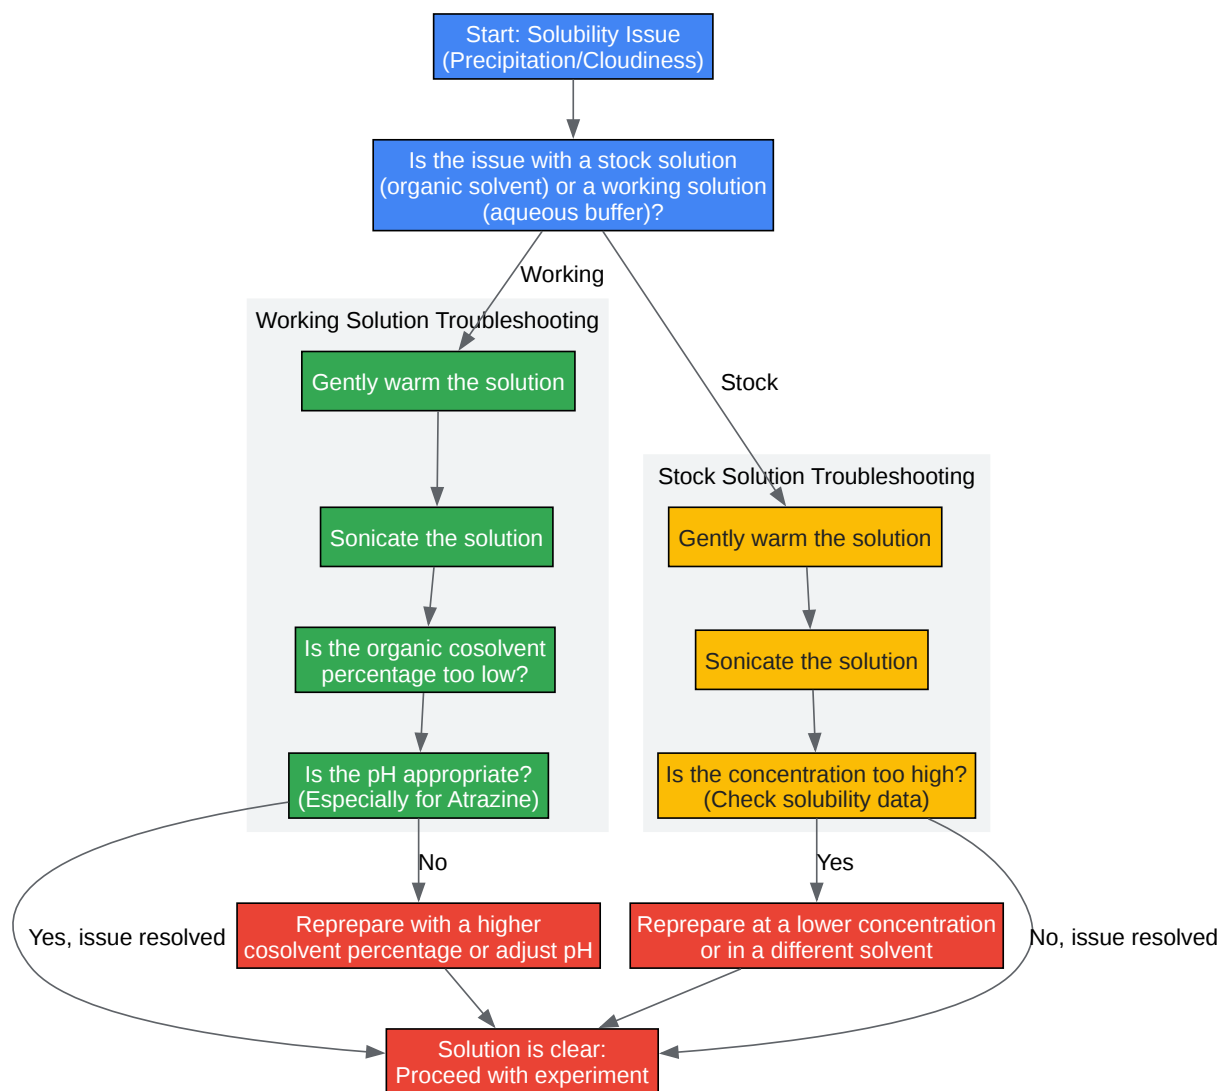 Start: Solubility Issue
(Precipitation/Cloudiness)
Is the issue with a stock solution
(organic solvent) or a working solution
(aqueous buffer)?
Working
Working Solution Troubleshooting
Gently warm the solution
Stock
Stock Solution Troubleshooting
Sonicate the solution
Gently warm the solution
Is the organic cosolvent
percentage too low?
Sonicate the solution
Is the pH appropriate?
(Especially for Atrazine)
Is the concentration too high?
(Check solubility data)
No
Yes
Yes, issue resolved
Reprepare with a higher
cosolvent percentage or adjust pH
Reprepare at a lower concentration
or in a different solvent
No, issue resolved
Solution is clear:
Proceed with experiment